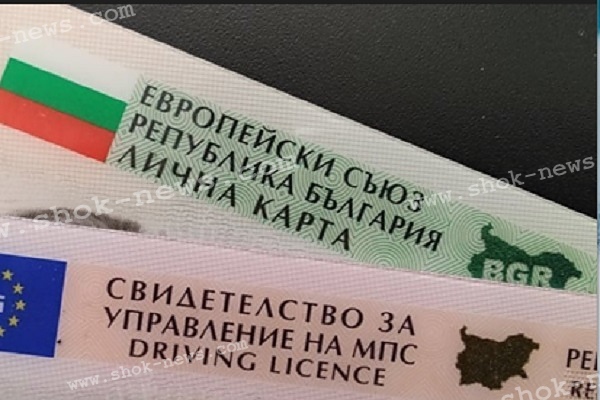 ЕВРОПЕЙСКИ СЪЮЗ
РЕПУБЛИКА БЪЛГАРИЯ
ЛИЧНА КАРТА
BGR
СВИДЕТЕЛСТВО ЗА
УПРАВЛЕНИЕ НА МПС
DRIVING LICENCE
www.shok-news.com
www.shok-news.com